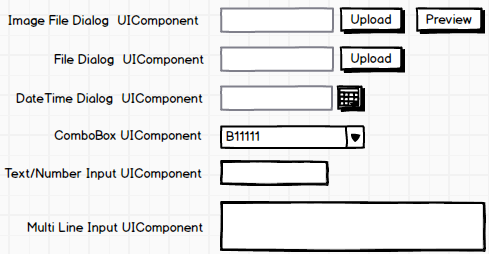 Image File Dialog UIComponent Upload Preview
File Dialog UIComponent Upload
DateTime Dialog UIComponent
ComboBox UIComponent B11111
Text/Number Input UIComponent
Multi Line Input UIComponent